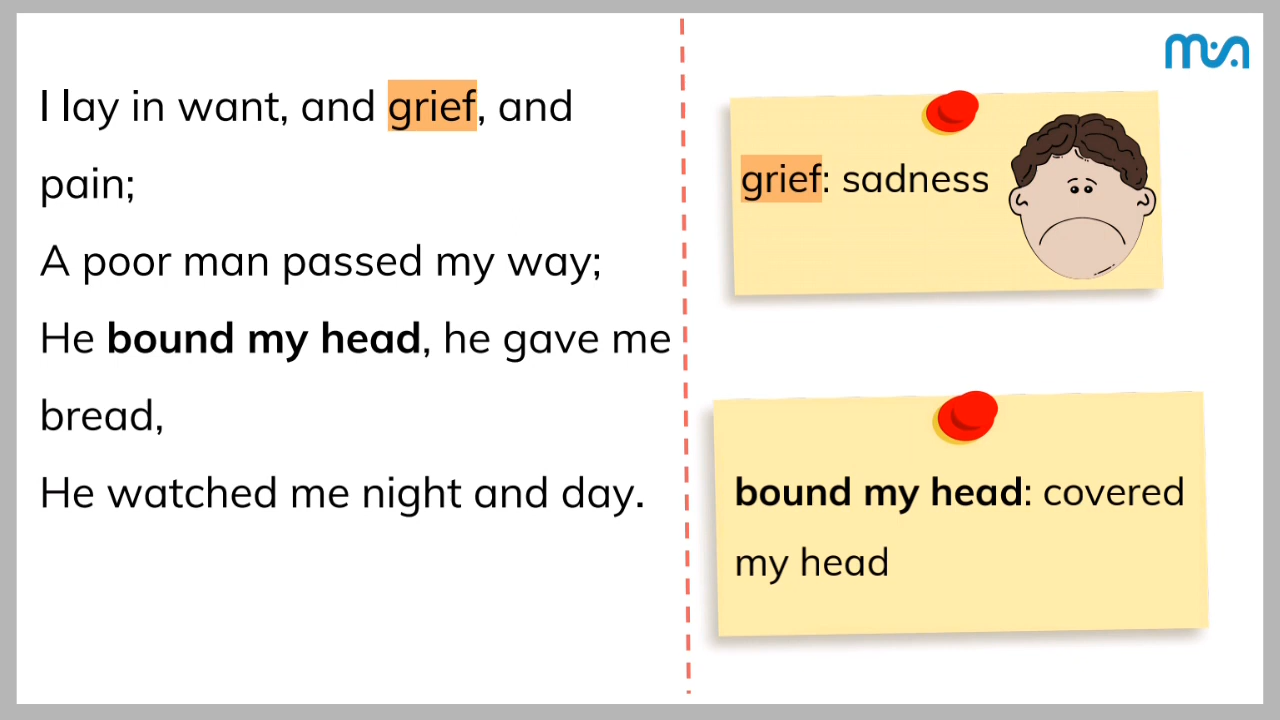 I lay in want, and grief, and
pain;
A poor man passed my way;
He bound my head, he gave me
bread,
He watched me night and day.
mia
grief: sadness
bound my head: covered
my head